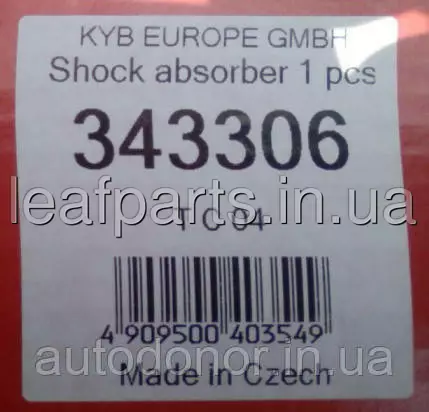 KYB EUROPE GMBH
Shock absorber 1 pcs
343306
leafparts.in.ua
T C 04
4 909500 403549
autodonor.in.ua
Made in Czech